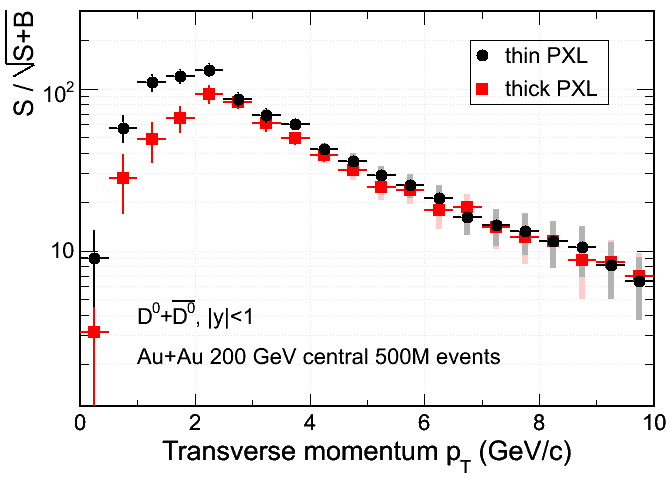 S / √S+B
10²
10
thin PXL
thick PXL
D⁰+D̅⁰, |y|<1
Au+Au 200 GeV central 500M events
0 2 4 6 8 10
Transverse momentum p_T (GeV/c)